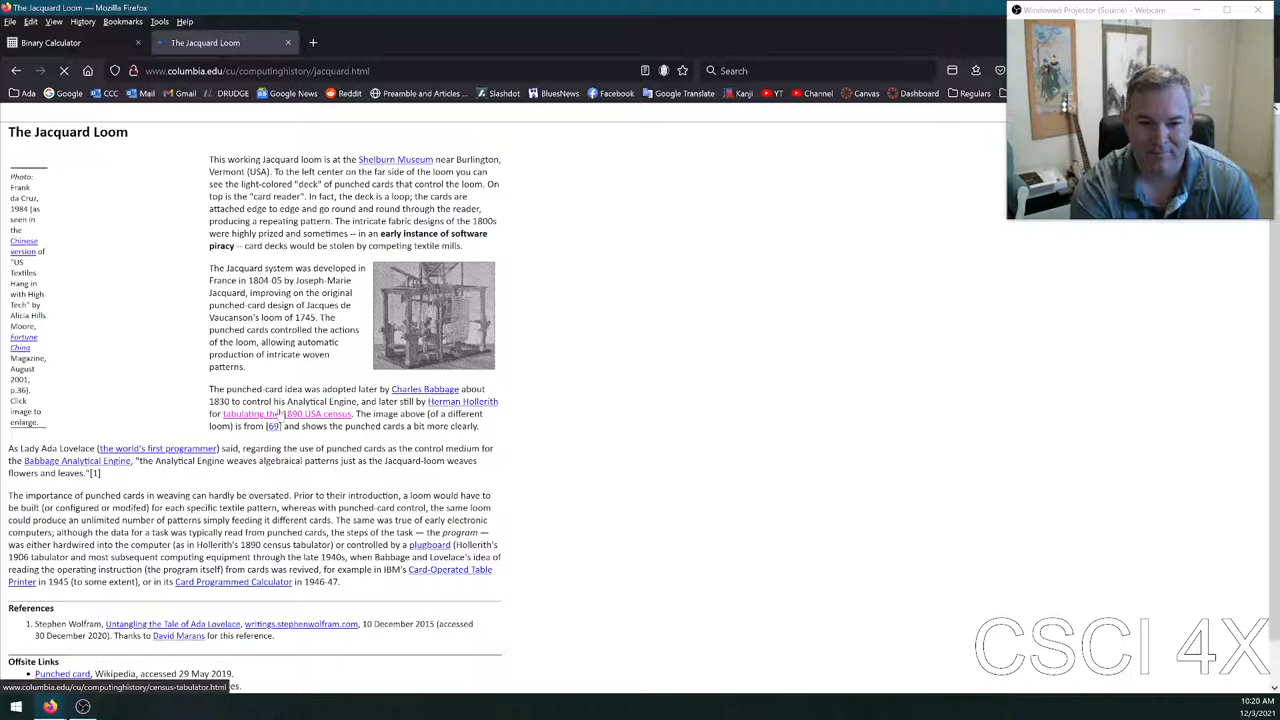 The Jacquard Loom — Mozilla Firefox
File Edit View History Bookmarks Tools Help
Windowed Projector (Source) - Webcam
Binary Calculator
The Jacquard Loom
www.columbia.edu/cu/computinghistory/jacquard.html
Search
Ada Google CCC Mail Gmail DRUDGE Google News Reddit Preamble and Articles ... Slashdot BluesNews Facebook Google Translate Kanji YT Channel Canvas Dashboard Regulars
The Jacquard Loom
Photo:
Frank
da Cruz,
1984 (as
seen in
the
Chinese
version of
"US
Textiles
Hang in
with High
Tech" by
Alicia Hills
Moore,
Fortune
China
Magazine,
August
2001,
p.36).
Click
image to
enlarge.
This working Jacquard loom is at the Shelburn Museum near Burlington,
Vermont (USA). To the left center on the far side of the loom you can
see the light-colored "deck" of punched cards that control the loom. On
top is the "card reader". In fact, the deck is a loop; the cards are
attached edge to edge and go round and round through the reader,
producing a repeating pattern. The intricate fabric designs of the 1800s
were highly prized and sometimes -- in an early instance of software
piracy -- card decks would be stolen by competing textile mills.
The Jacquard system was developed in
France in 1804-05 by Joseph-Marie
Jacquard, improving on the original
punched-card design of Jacques de
Vaucanson's loom of 1745. The
punched cards controlled the actions
of the loom, allowing automatic
production of intricate woven
patterns.
The punched-card idea was adopted later by Charles Babbage about
1830 to control his Analytical Engine, and later still by Herman Hollerith
for tabulating the 1890 USA census. The image above (of a different
loom) is from [69] and shows the punched cards a bit more clearly.
As Lady Ada Lovelace (the world's first programmer) said, regarding the use of punched cards as the control medium for
the Babbage Analytical Engine, "the Analytical Engine weaves algebraical patterns just as the Jacquard-loom weaves
flowers and leaves."[1]
The importance of punched cards in weaving can hardly be oversated. Prior to their introduction, a loom would have to
be built (or configured or modifed) for each specific textile pattern, whereas with punched-card control, the same loom
could produce an unlimited number of patterns simply feeding it different cards. The same was true of early electronic
computers; although the data for a task was typically read from punched cards, the steps of the task — the program —
was either hardwired into the computer (as in Hollerith's 1890 census tabulator) or controlled by a plugboard (Hollerith's
1906 tabulator and most subsequent computing equipment through the late 1940s, when Babbage and Lovelace's idea of
reading the operating instruction (the program itself) from cards was revived, for example in IBM's Card-Operated Table
Printer in 1945 (to some extent), or in its Card Programmed Calculator in 1946-47.
References
1. Stephen Wolfram, Untangling the Tale of Ada Lovelace, writings.stephenwolfram.com, 10 December 2015 (accessed
30 December 2020). Thanks to David Marans for this reference.
Offsite Links
• Punched card, Wikipedia, accessed 29 May 2019.
www.columbia.edu/cu/computinghistory/census-tabulator.html
CSCI 4X
10:20 AM
12/3/2021